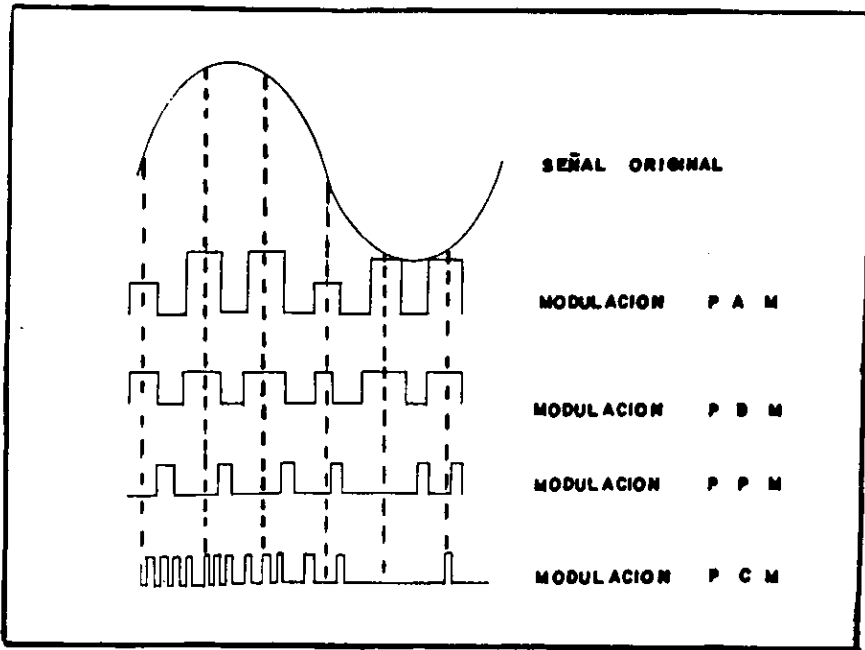 SEÑAL ORIGINAL
MODULACION P A M
MODULACION P D M
MODULACION P P M
MODULACION P C M